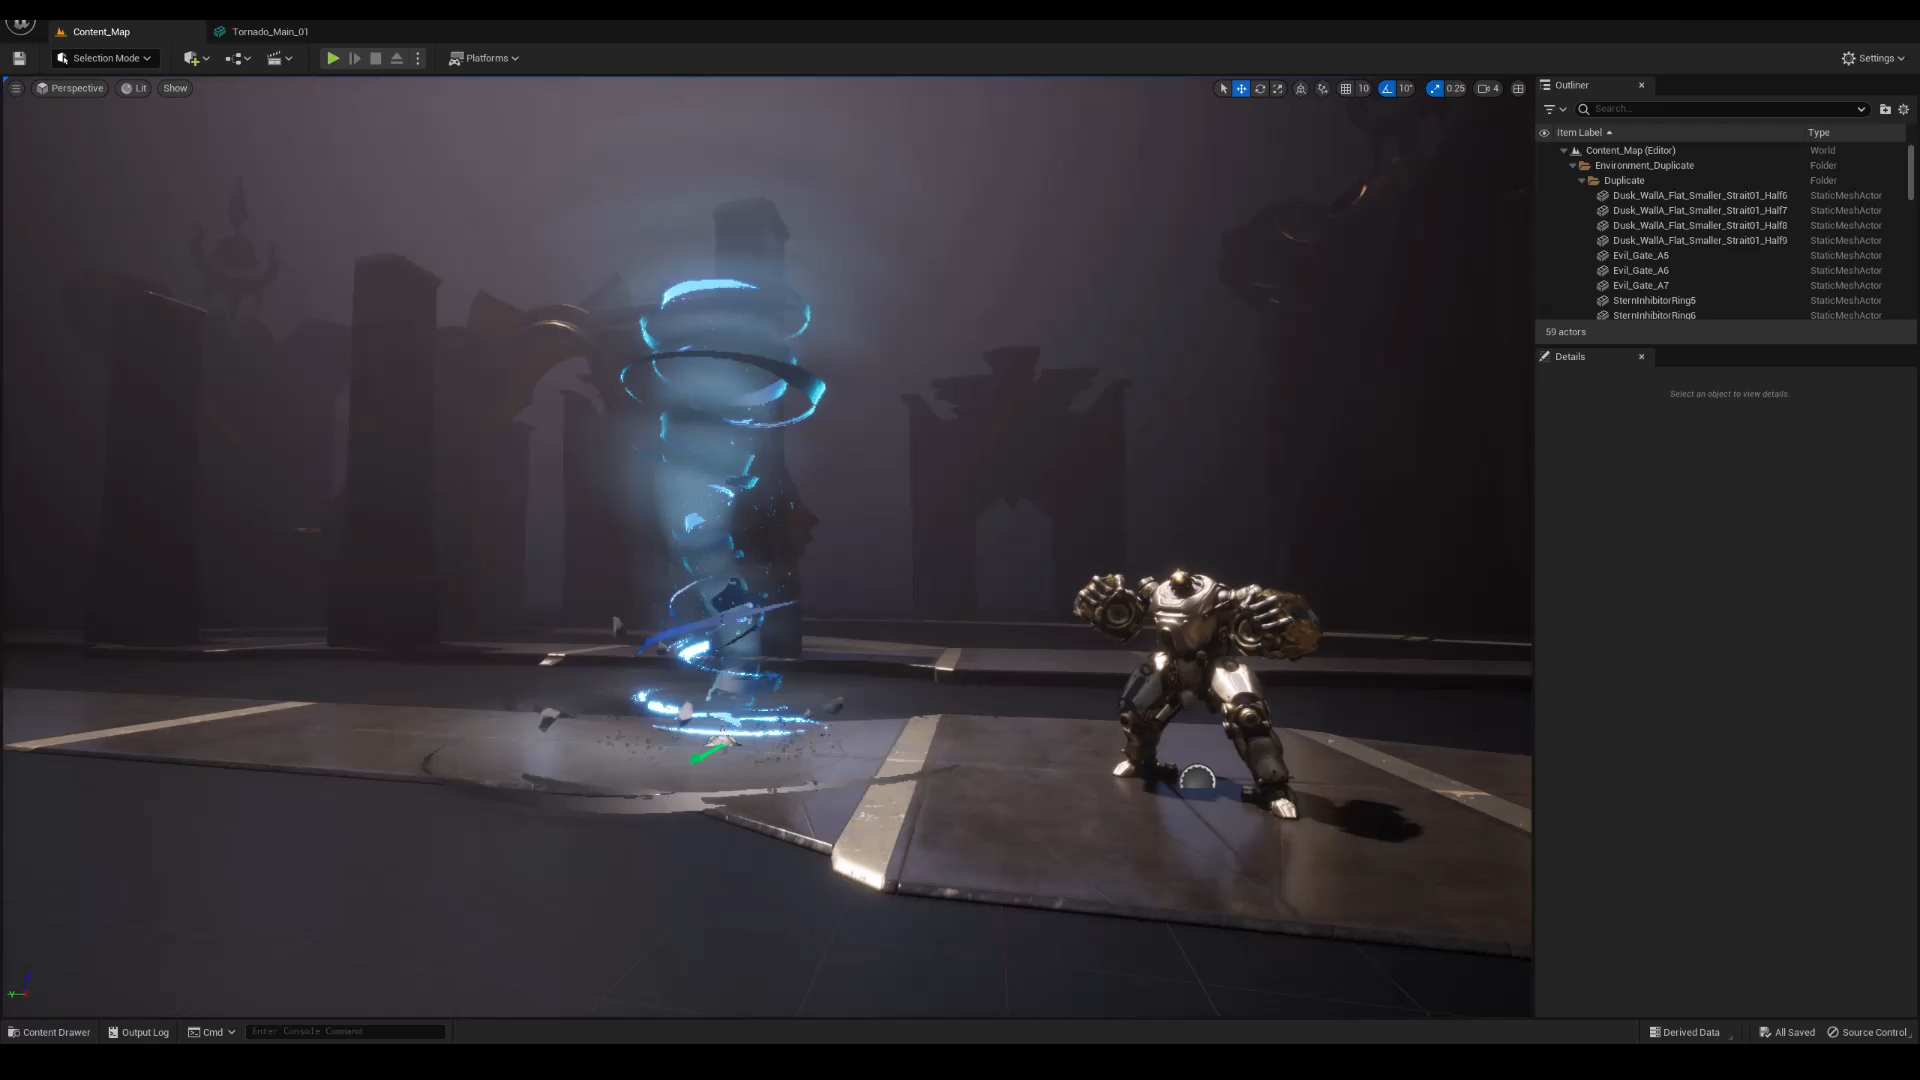 Content_Map
Tornado_Main_01
Selection Mode
Platforms
Settings
Perspective
Lit
Show
10
10°
0.25
4
Outliner
Search...
Item Label
Type
Content_Map (Editor)
World
Environment_Duplicate
Folder
Duplicate
Folder
Dusk_WallA_Flat_Smaller_Strait01_Half6
StaticMeshActor
Dusk_WallA_Flat_Smaller_Strait01_Half7
StaticMeshActor
Dusk_WallA_Flat_Smaller_Strait01_Half8
StaticMeshActor
Dusk_WallA_Flat_Smaller_Strait01_Half9
StaticMeshActor
Evil_Gate_A5
StaticMeshActor
Evil_Gate_A6
StaticMeshActor
Evil_Gate_A7
StaticMeshActor
SternInhibitorRing5
StaticMeshActor
SternInhibitorRing6
StaticMeshActor
59 actors
Details
Select an object to view details.
Y
Content Drawer
Output Log
Cmd
Enter Console Command
Derived Data
All Saved
Source Control